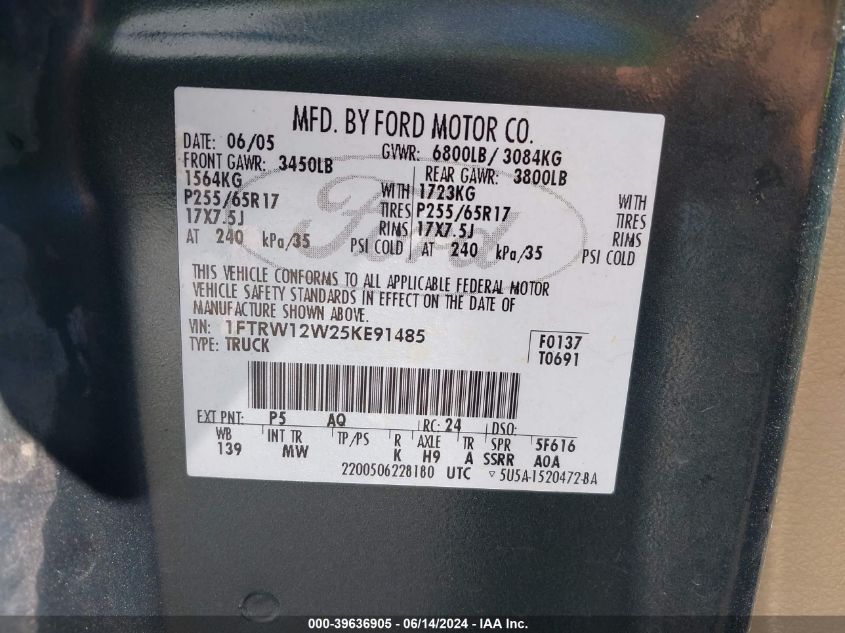 MFD. BY FORD MOTOR CO.
DATE: 06/05 GVWR: 6800LB/ 3084KG
FRONT GAWR: 3450LB REAR GAWR: 3800LB
1564KG WITH 1723KG WITH
P255/65R17 TIRES P255/65R17 TIRES
17X7.5J RIMS 17X7.5J RIMS
AT 240 kPa/35 PSI COLD AT 240 kPa/35 PSI COLD
Ford
THIS VEHICLE CONFORMS TO ALL APPLICABLE FEDERAL MOTOR
VEHICLE SAFETY STANDARDS IN EFFECT ON THE DATE OF
MANUFACTURE SHOWN ABOVE.
VIN: 1FTRW12W25KE91485
TYPE: TRUCK
F0137
T0691
EXT PNT: P5 AQ RC: 24 DSO:
WB INT TR TP/PS R AXLE TR SPR 5F616
139 MW K H9 A SSRR AOA
2200506228180 UTC ▿ 5U5A-1520472-BA
000-39636905 - 06/14/2024 - IAA Inc.